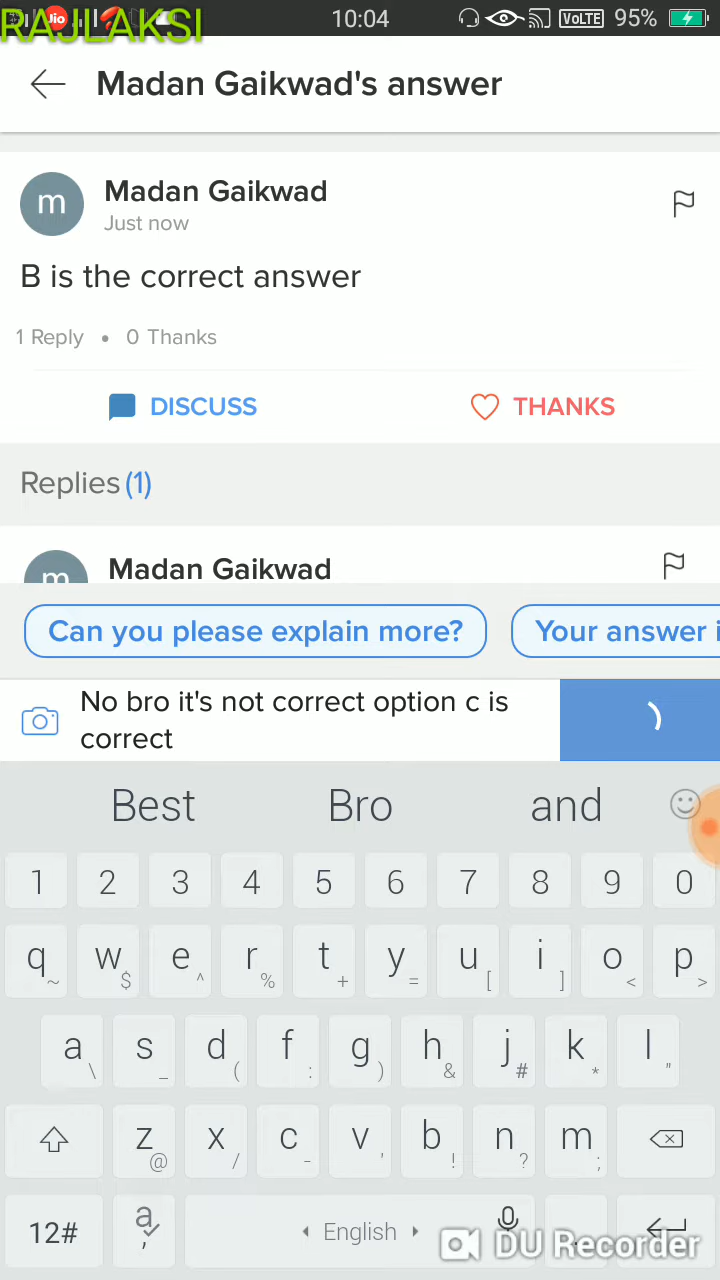 RAJLAKSI
Jio
10:04
VoLTE
95%
Madan Gaikwad's answer
m
Madan Gaikwad
Just now
B is the correct answer
1 Reply • 0 Thanks
DISCUSS
THANKS
Replies (1)
m
Madan Gaikwad
Can you please explain more?
Your answer i
No bro it's not correct option c is
correct
Best Bro and
1 2 3 4 5 6 7 8 9 0
q w e r t y u i o p
~ $ ^ % + = [ ] < >
a s d f g h j k l
\ _ ( : ) & # * "
z x c v b n m
@ / - ' ! ? ;
12# a , English .
DU Recorder